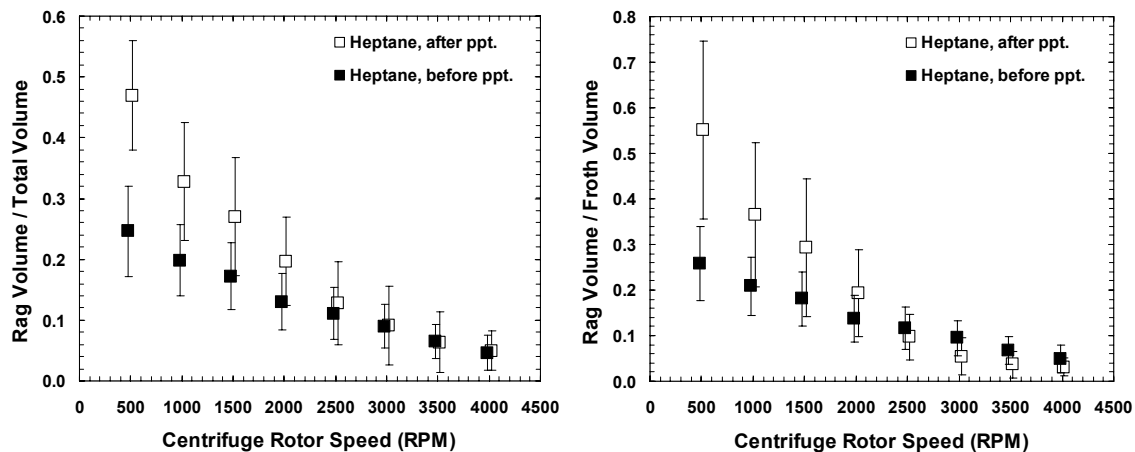 Rag Volume / Total Volume
0.6
0.5
0.4
0.3
0.2
0.1
0.0
Heptane, after ppt.
Heptane, before ppt.
0 500 1000 1500 2000 2500 3000 3500 4000 4500
Centrifuge Rotor Speed (RPM)
Rag Volume / Froth Volume
0.8
0.7
0.6
0.5
0.4
0.3
0.2
0.1
0.0
Heptane, after ppt.
Heptane, before ppt.
0 500 1000 1500 2000 2500 3000 3500 4000 4500
Centrifuge Rotor Speed (RPM)